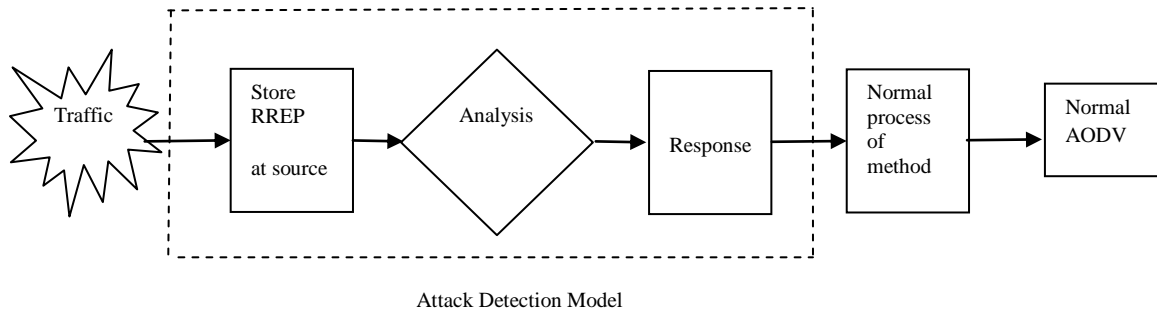 Traffic
Store
RREP
at source
Analysis
Response
Normal
process
of
method
Normal
AODV
Attack Detection Model